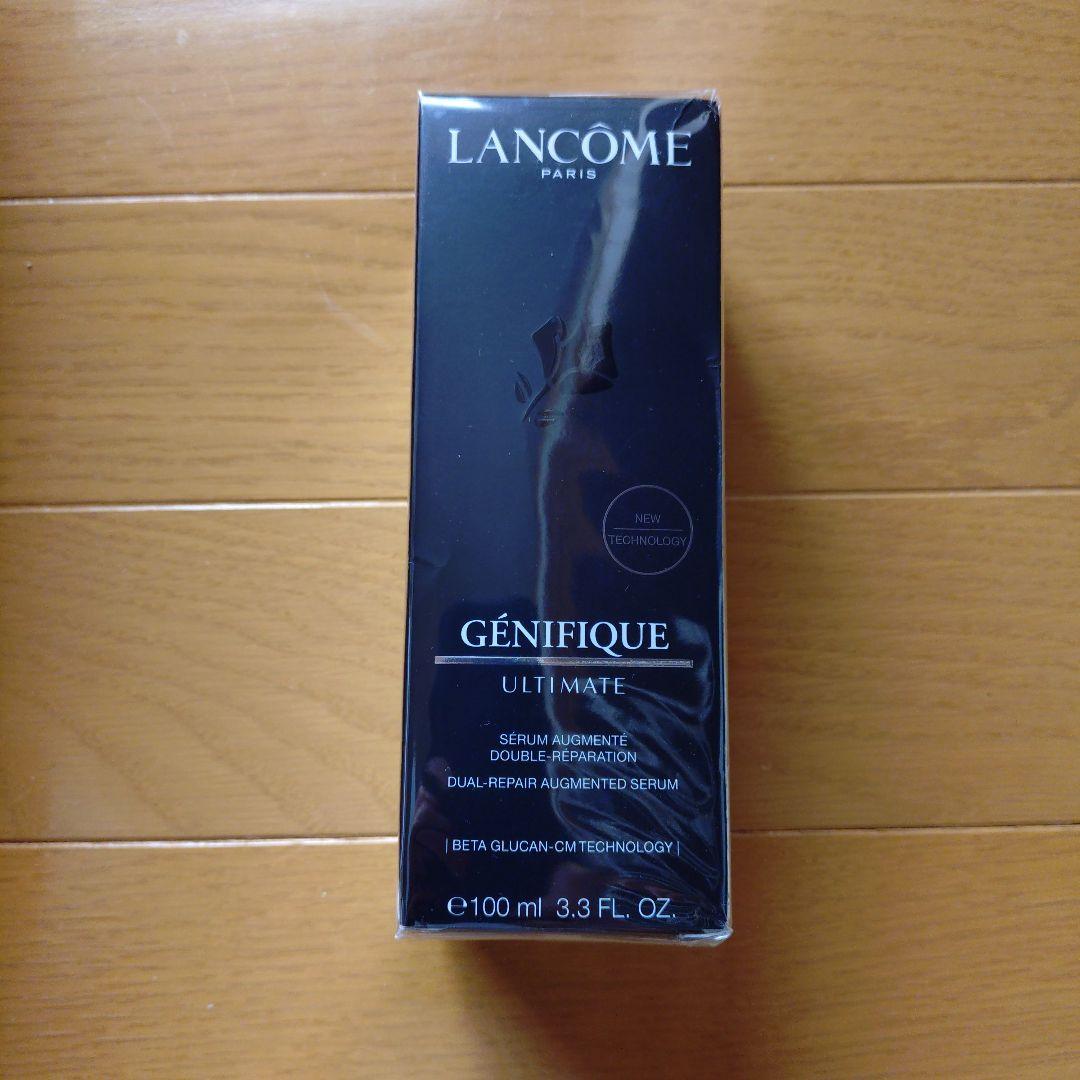 LANCÔME
PARIS
NEW
TECHNOLOGY
GÉNIFIQUE
ULTIMATE
SÉRUM AUGMENTÉ
DOUBLE-RÉPARATION
DUAL-REPAIR AUGMENTED SERUM
| BETA GLUCAN-CM TECHNOLOGY |
℮100 ml 3.3 FL. OZ.